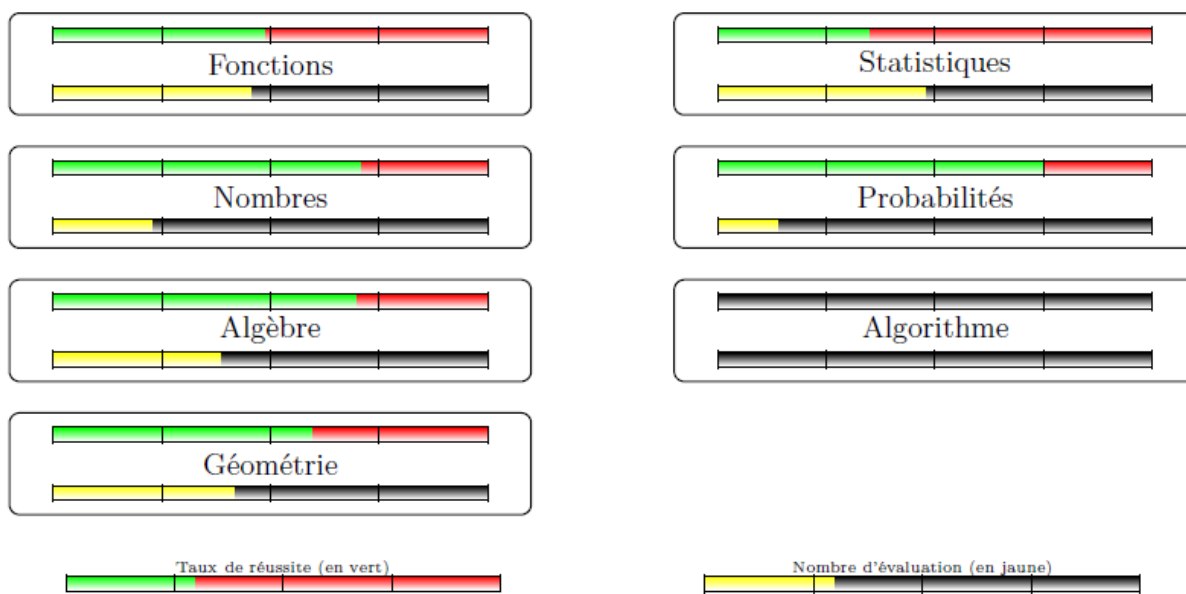 Fonctions
Statistiques
Nombres
Probabilités
Algèbre
Algorithme
Géométrie
Taux de réussite (en vert)
Nombre d'évaluation (en jaune)